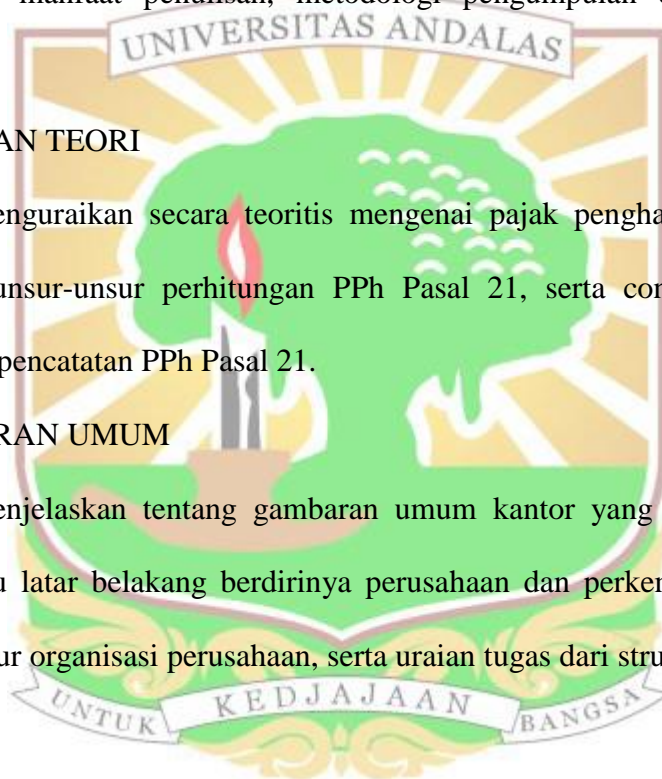 manfaat penulisan, metodologi pengumpulan
UNIVERSITAS ANDALAS
AN TEORI
enguraikan secara teoritis mengenai pajak pengha
unsur-unsur perhitungan PPh Pasal 21, serta con
pencatatan PPh Pasal 21.
RAN UMUM
enjelaskan tentang gambaran umum kantor yang
u latar belakang berdirinya perusahaan dan perken
ur organisasi perusahaan, serta uraian tugas dari stru
UNTUK KEDJAJAAN BANGSA